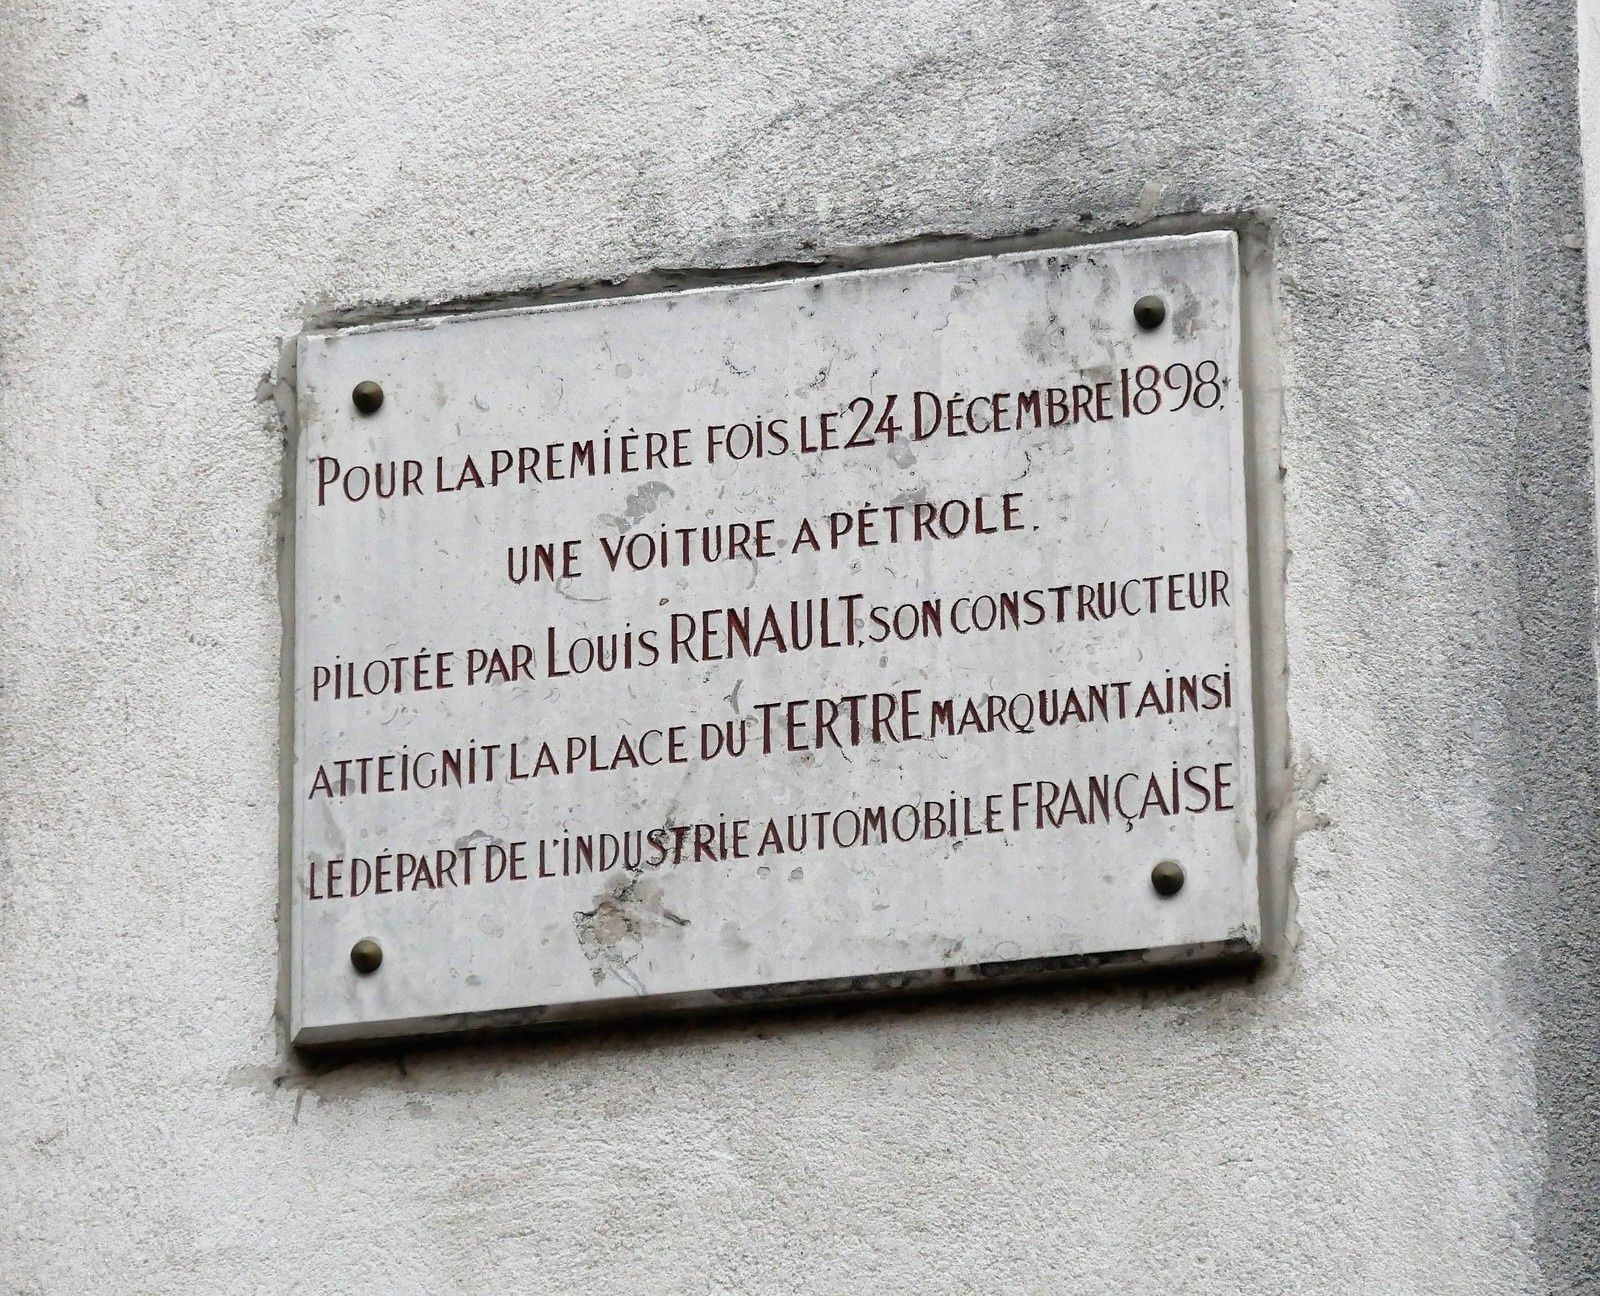 POUR LA PREMIÈRE FOIS LE 24 DÉCEMBRE 1898,
UNE VOITURE A PÉTROLE,
PILOTÉE PAR LOUIS RENAULT, SON CONSTRUCTEUR
ATTEIGNIT LA PLACE DU TERTRE MARQUANT AINSI
LE DÉPART DE L'INDUSTRIE AUTOMOBILE FRANÇAISE